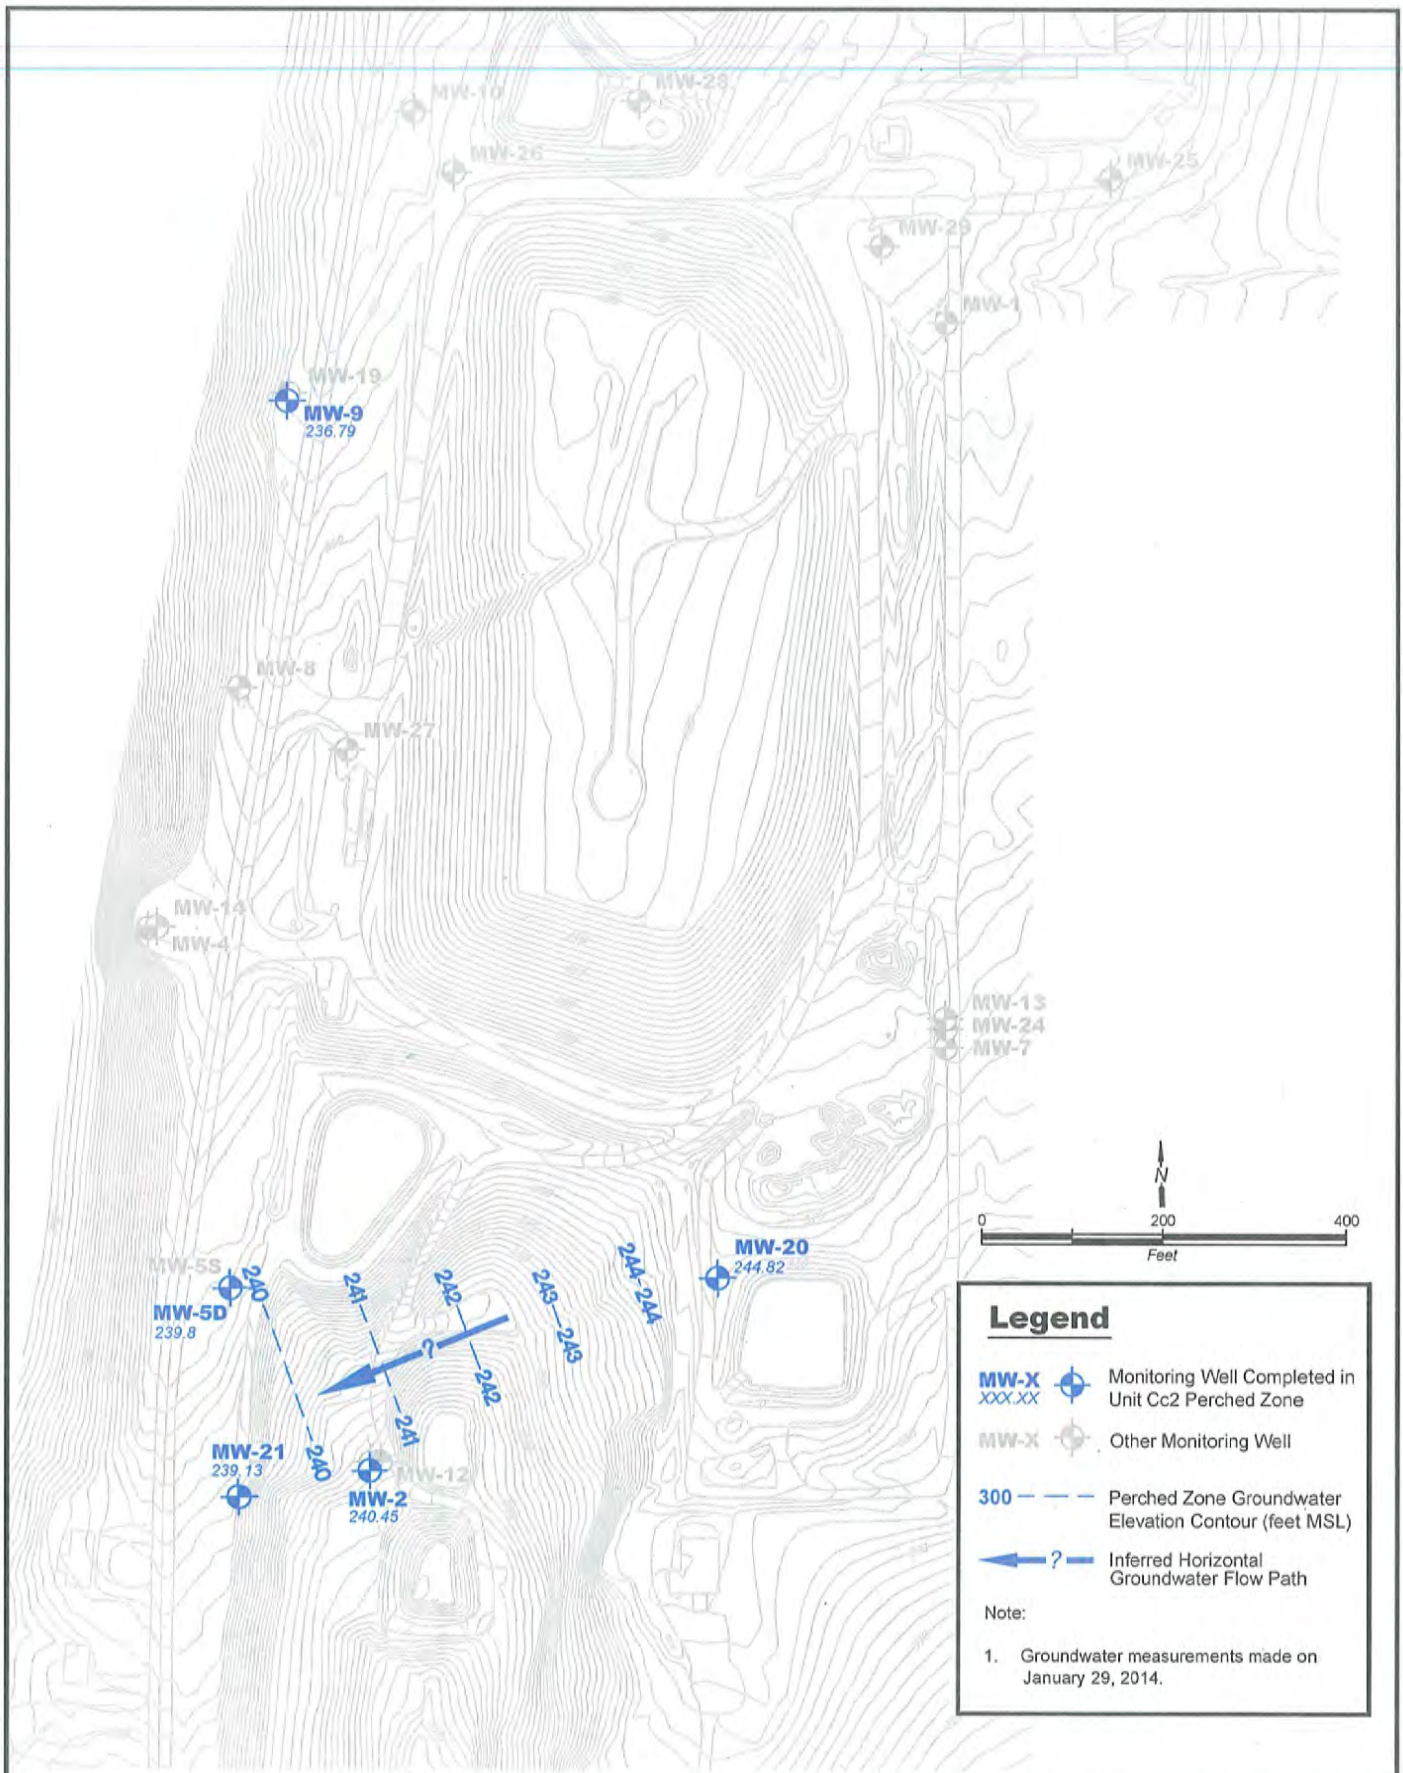 MW-10
MW-28
MW-26
MW-25
MW-29
MW-1
MW-19
MW-9
236.79
MW-8
MW-27
MW-14
MW-4
MW-13
MW-24
MW-7
N
0 200 400
Feet
MW-20
244.82
MW-5S
MW-5D
239.8
240
241
242
243
244
244
243
242
241
240
?
MW-21
239.13
MW-12
MW-2
240.45
Legend
MW-X
XXX.XX
Monitoring Well Completed in
Unit Cc2 Perched Zone
MW-X
Other Monitoring Well
300
Perched Zone Groundwater
Elevation Contour (feet MSL)
?
Inferred Horizontal
Groundwater Flow Path
Note:
1. Groundwater measurements made on
January 29, 2014.